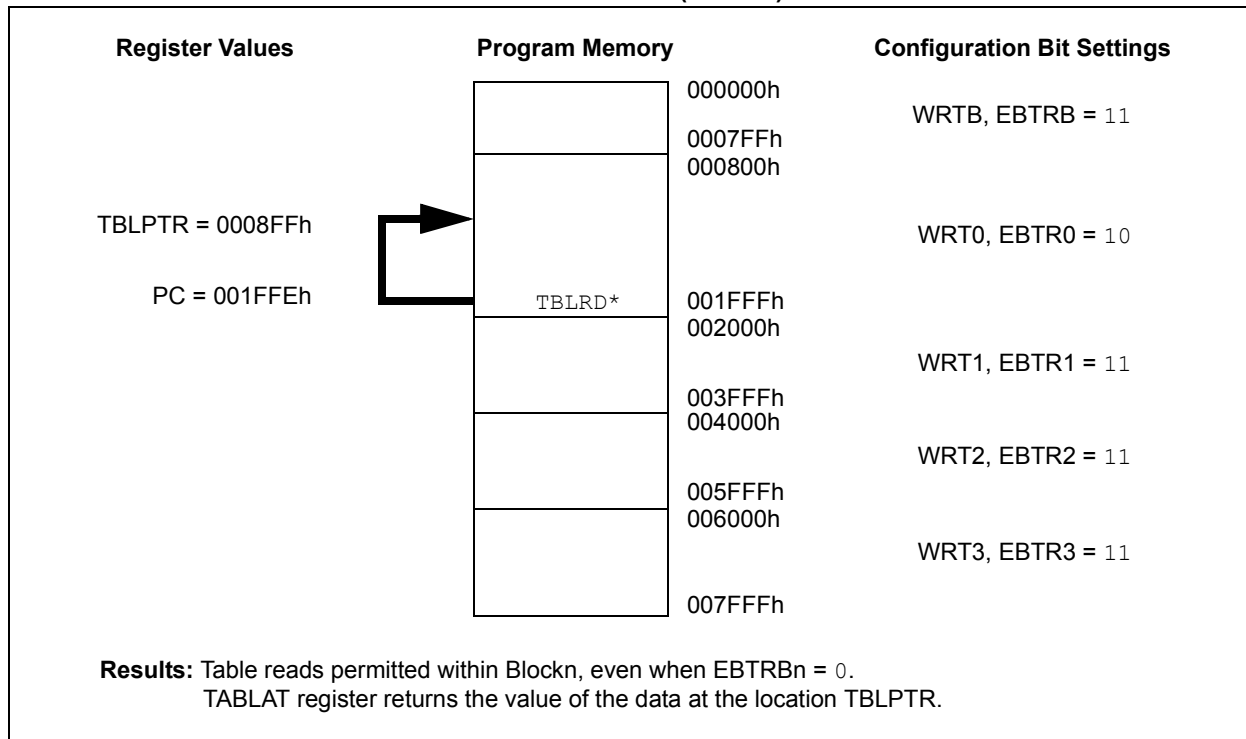 Register Values Program Memory Configuration Bit Settings
000000h
WRTB, EBTRB = 11
0007FFh
000800h
TBLPTR = 0008FFh
WRT0, EBTR0 = 10
PC = 001FFEh
TBLRD* 001FFFh
002000h
WRT1, EBTR1 = 11
003FFFh
004000h
WRT2, EBTR2 = 11
005FFFh
006000h
WRT3, EBTR3 = 11
007FFFh
Results: Table reads permitted within Blockn, even when EBTRBn = 0.
TABLAT register returns the value of the data at the location TBLPTR.